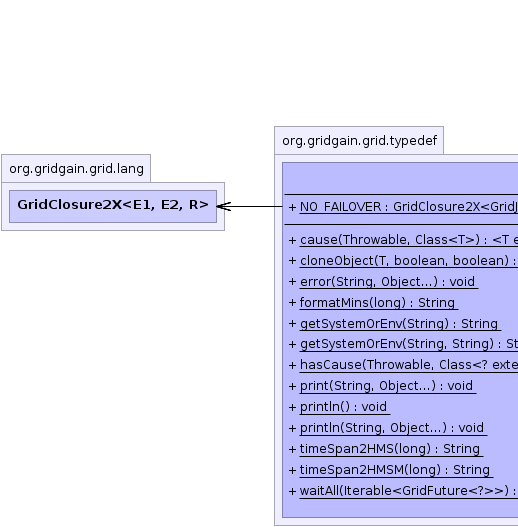 org.gridgain.grid.typedef
org.gridgain.grid.lang
GridClosure2X<E1, E2, R>
+ NO_FAILOVER : GridClosure2X<GridJ
+ cause(Throwable, Class<T>) : <T e
+ cloneObject(T, boolean, boolean) :
+ error(String, Object...) : void
+ formatMins(long) : String
+ getSystemOrEnv(String) : String
+ getSystemOrEnv(String, String) : St
+ hasCause(Throwable, Class<? exte
+ print(String, Object...) : void
+ println() : void
+ println(String, Object...) : void
+ timeSpan2HMS(long) : String
+ timeSpan2HMSM(long) : String
+ waitAll(Iterable<GridFuture<?>>) :